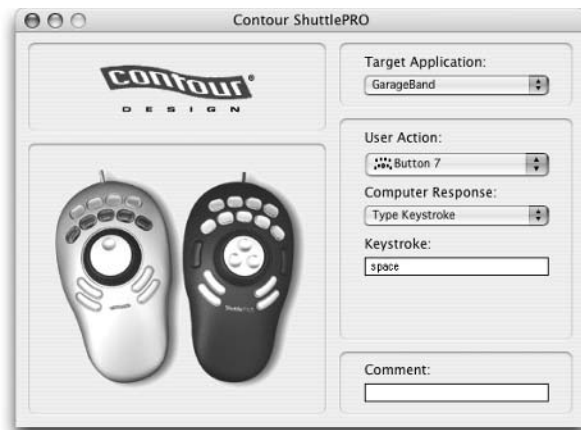 Contour ShuttlePRO
contour®
DESIGN
Target Application:
GarageBand
User Action:
Button 7
Computer Response:
Type Keystroke
Keystroke:
space
Comment: